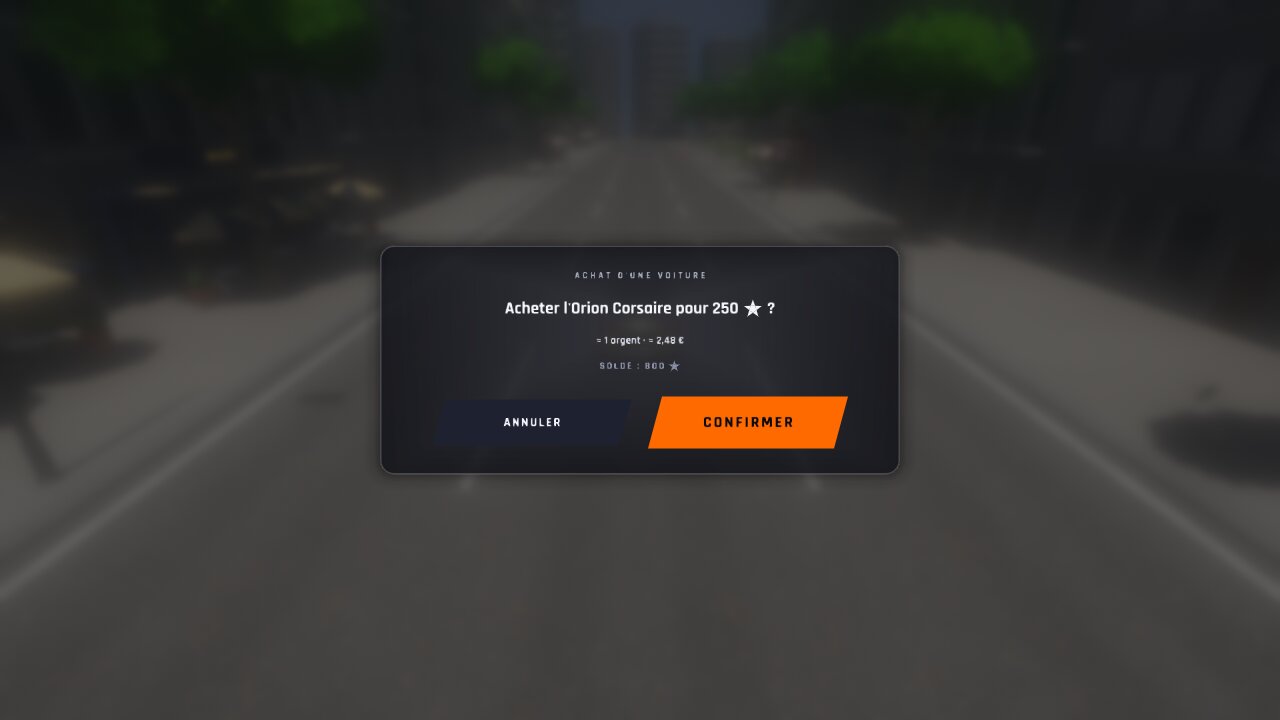 ACHAT D'UNE VOITURE
Acheter l'Orion Corsaire pour 250 ★ ?
≈ 1 argent · ≈ 2,48 €
SOLDE : 800 ★
ANNULER
CONFIRMER